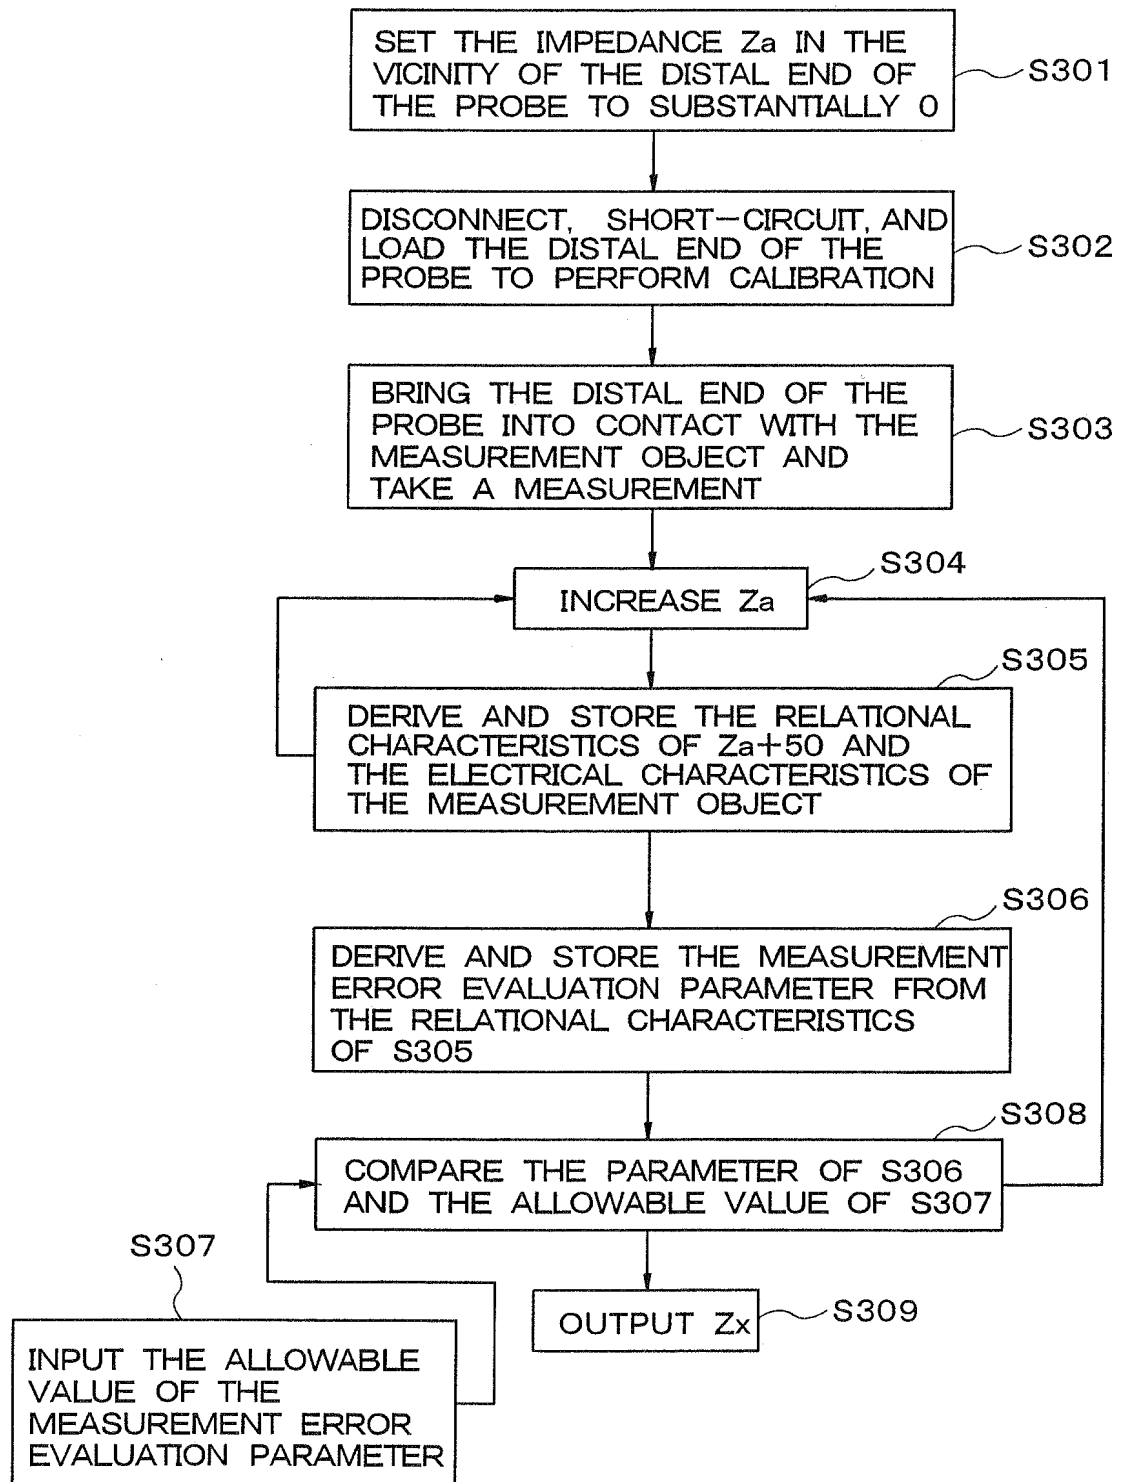 SET THE IMPEDANCE Za IN THE
VICINITY OF THE DISTAL END OF
THE PROBE TO SUBSTANTIALLY 0
S301
DISCONNECT, SHORT-CIRCUIT, AND
LOAD THE DISTAL END OF THE
PROBE TO PERFORM CALIBRATION
S302
BRING THE DISTAL END OF THE
PROBE INTO CONTACT WITH THE
MEASUREMENT OBJECT AND
TAKE A MEASUREMENT
S303
S304
INCREASE Za
S305
DERIVE AND STORE THE RELATIONAL
CHARACTERISTICS OF Za+50 AND
THE ELECTRICAL CHARACTERISTICS OF
THE MEASUREMENT OBJECT
S306
DERIVE AND STORE THE MEASUREMENT
ERROR EVALUATION PARAMETER FROM
THE RELATIONAL CHARACTERISTICS
OF S305
S308
COMPARE THE PARAMETER OF S306
AND THE ALLOWABLE VALUE OF S307
S307
INPUT THE ALLOWABLE
VALUE OF THE
MEASUREMENT ERROR
EVALUATION PARAMETER
OUTPUT Zx
S309